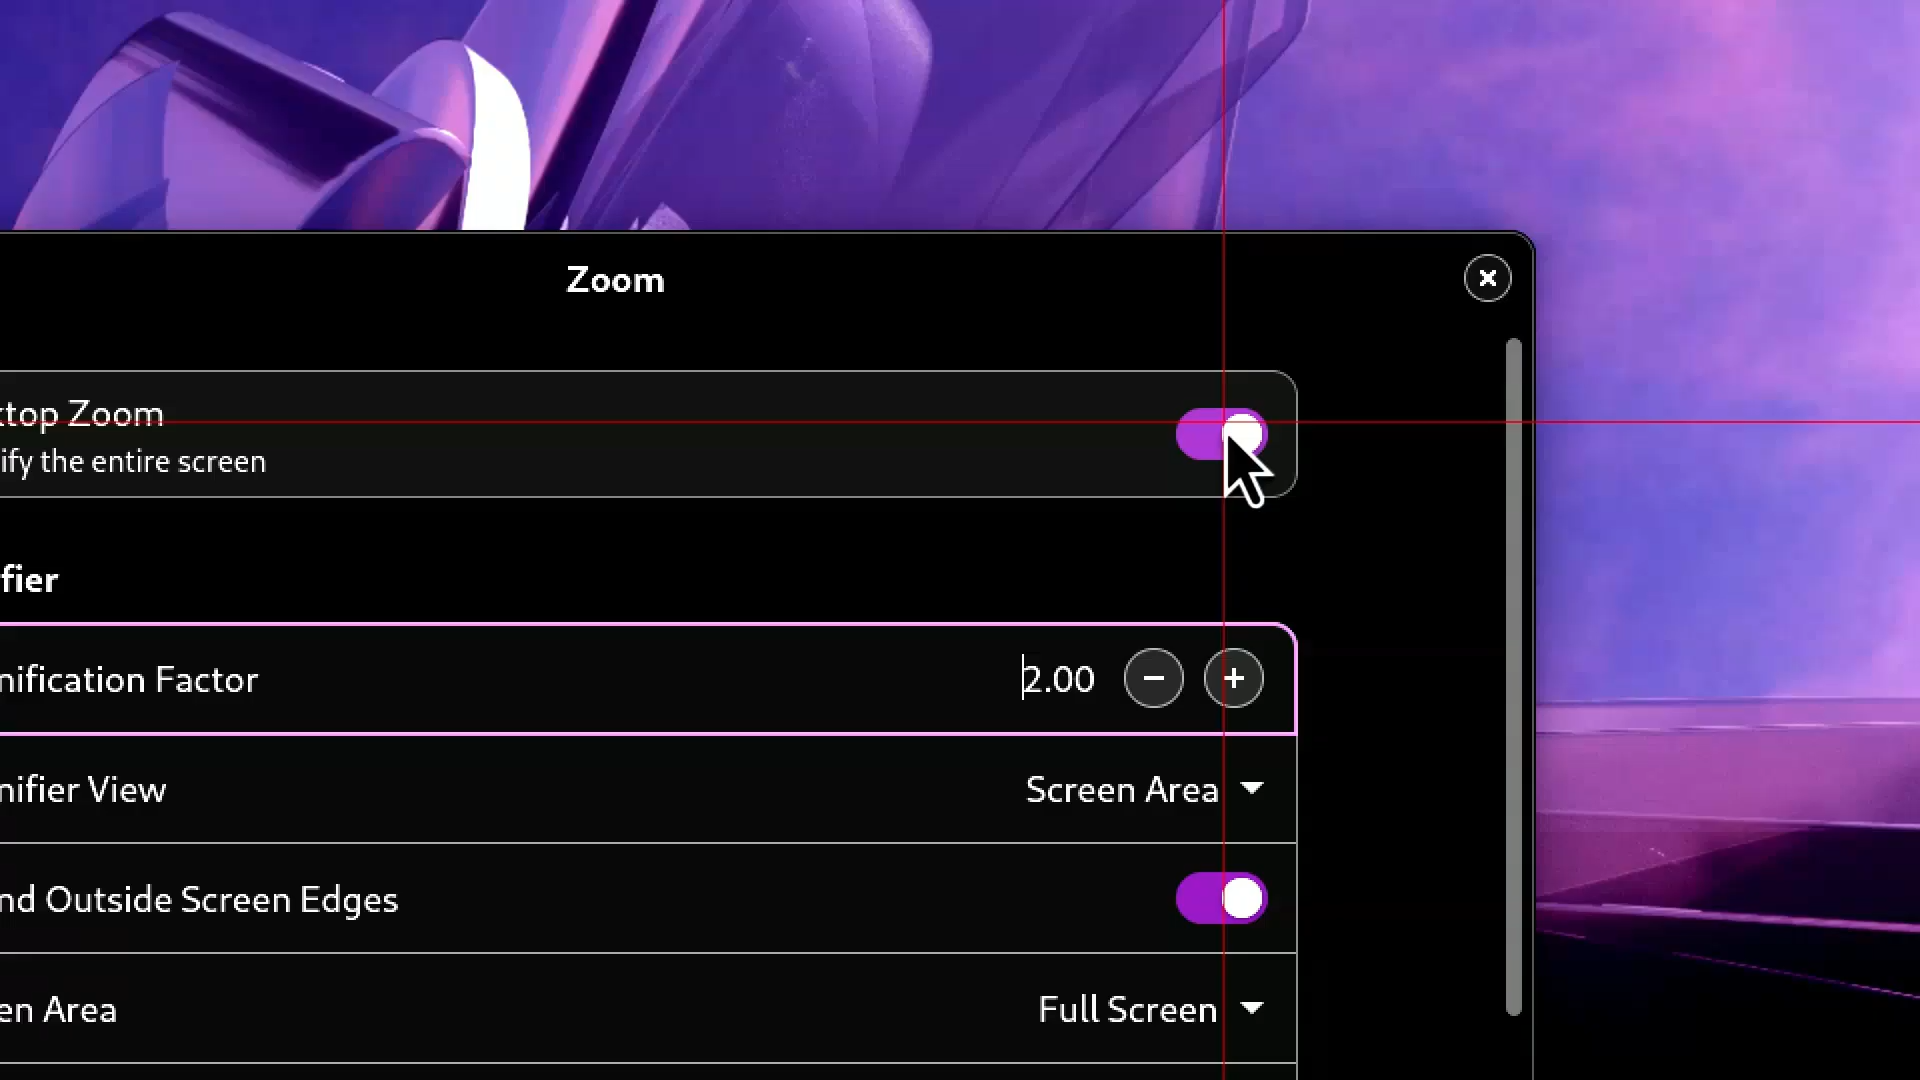 Zoom
ktop Zoom
ify the entire screen
fier
nification Factor
2.00
nifier View
Screen Area
nd Outside Screen Edges
en Area
Full Screen